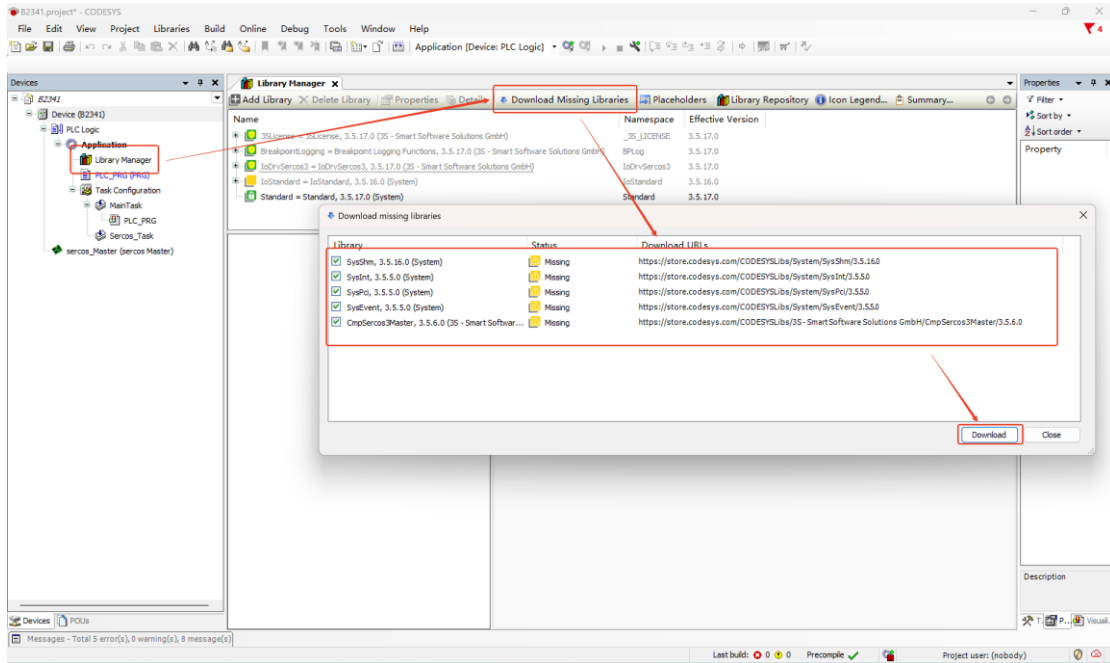 B2341.project* - CODESYS
File Edit View Project Libraries Build Online Debug Tools Window Help
4
Application [Device: PLC Logic]
Devices
B2341
Device (B2341)
PLC Logic
Application
Library Manager
PLC_PRG (PRG)
Task Configuration
MainTask
PLC_PRG
Sercos_Task
sercos_Master (sercos Master)
Library Manager
Add Library Delete Library Properties Details Download Missing Libraries Placeholders Library Repository Icon Legend... Summary...
Name Namespace Effective Version
3SLicense = 3SLicense, 3.5.17.0 (3S - Smart Software Solutions GmbH) _3S_LICENSE 3.5.17.0
BreakpointLogging = Breakpoint Logging Functions, 3.5.17.0 (3S - Smart Software Solutions GmbH) BPLog 3.5.17.0
IoDrvSercos3 = IoDrvSercos3, 3.5.17.0 (3S - Smart Software Solutions GmbH) IoDrvSercos3 3.5.17.0
IoStandard = IoStandard, 3.5.16.0 (System) IoStandard 3.5.16.0
Standard = Standard, 3.5.17.0 (System) Standard 3.5.17.0
Download missing libraries
Library Status Download URLs
SysShm, 3.5.16.0 (System) Missing https://store.codesys.com/CODESYSLibs/System/SysShm/3.5.16.0
SysInt, 3.5.5.0 (System) Missing https://store.codesys.com/CODESYSLibs/System/SysInt/3.5.5.0
SysPci, 3.5.5.0 (System) Missing https://store.codesys.com/CODESYSLibs/System/SysPci/3.5.5.0
SysEvent, 3.5.5.0 (System) Missing https://store.codesys.com/CODESYSLibs/System/SysEvent/3.5.5.0
CmpSercos3Master, 3.5.6.0 (3S - Smart Softwar... Missing https://store.codesys.com/CODESYSLibs/3S - Smart Software Solutions GmbH/CmpSercos3Master/3.5.6.0
Download Close
Properties
Filter
Sort by
Sort order
Property
Description
Devices POUs
T. P... Visuali.
Messages - Total 5 error(s), 0 warning(s), 8 message(s)
Last build: 0 0 Precompile Project user: (nobody)